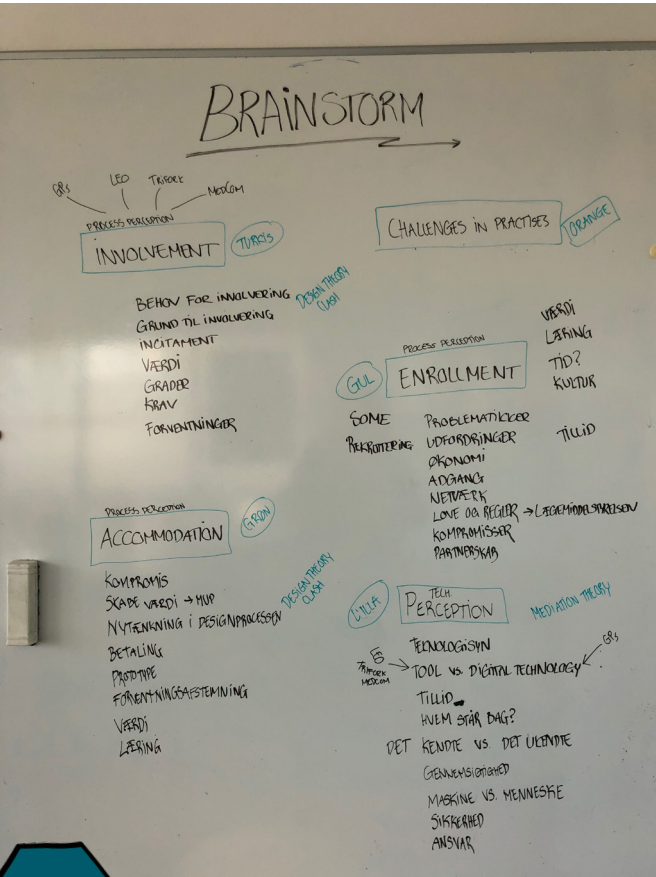 BRAINSTORM
GPs
LEO
TRIFORK
MEDCOM
PROCESS PERCEPTION
INVOLVEMENT
TURKIS
BEHOV FOR INVOLVERING
DESIGN THEORY
CLASH
GRUND TIL INVOLVERING
INCITAMENT
VÆRDI
GRADER
KRAV
FORVENTNINGER
CHALLENGES IN PRACTISES
ORANGE
PROCESS PERCEPTION
ENROLLMENT
GUL
VÆRDI
LÆRING
TID?
KULTUR
TILLID
SOME
REKRUTTERING
PROBLEMATIKKER
UDFORDRINGER
ØKONOMI
ADGANG
NETVÆRK
LOVE OG REGLER → LÆGEMIDDELSTYRELSEN
KOMPROMISSER
PARTNERSKAB
PROCESS PERCEPTION
ACCOMMODATION
GRØN
KOMPROMIS
SKABE VÆRDI → MVP
DESIGN THEORY
CLASH
NYTÆNKNING I DESIGNPROCESSEN
BETALING
PROTOTYPE
FORVENTNINGSAFSTEMNING
VÆRDI
LÆRING
TECH.
PERCEPTION
LILLA
MEDIATION THEORY
TEKNOLOGISYN
TRIFORK
MEDCOM
TOOL VS. DIGITAL TECHNOLOGY
GPs
TILLID
HVEM STÅR BAG?
DET KENDTE VS. DET UKENDTE
GENNEMSIGTIGHED
MASKINE VS. MENNESKE
SIKKERHED
ANSVAR